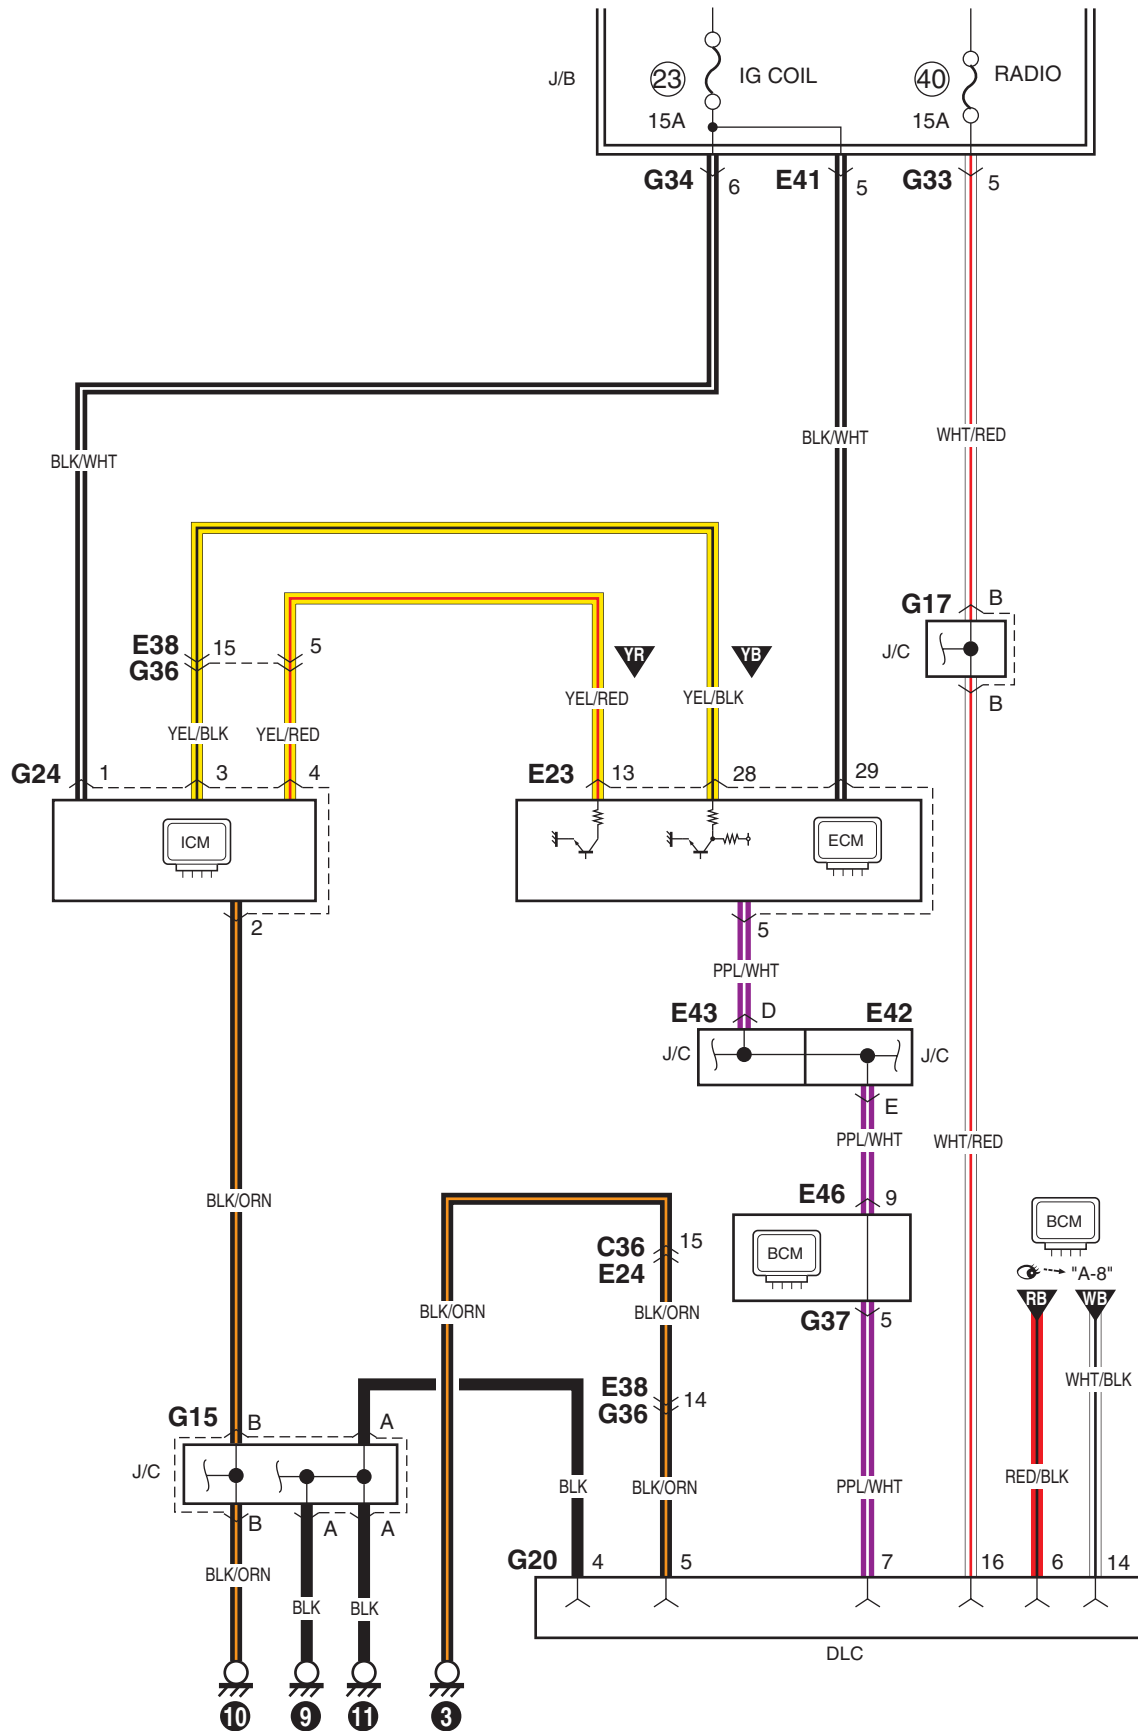 J/B
23
IG COIL
15A
40
RADIO
15A
G34
6
E41
5
G33
5
BLK/WHT
BLK/WHT
WHT/RED
E38
15
5
G36
YR
YB
G17
B
J/C
B
YEL/BLK
YEL/RED
YEL/RED
YEL/BLK
G24
1
3
4
E23
13
28
29
ICM
ECM
2
5
PPL/WHT
E43
D
E42
J/C
J/C
E
PPL/WHT
WHT/RED
BLK/ORN
E46
9
BCM
BCM
"A-8"
C36
15
E24
BLK/ORN
BLK/ORN
G37
5
RB
WB
E38
14
G36
WHT/BLK
G15
B
A
J/C
BLK
BLK/ORN
PPL/WHT
RED/BLK
B
A
A
BLK/ORN
BLK
BLK
G20
4
5
7
16
6
14
DLC
10
9
11
3